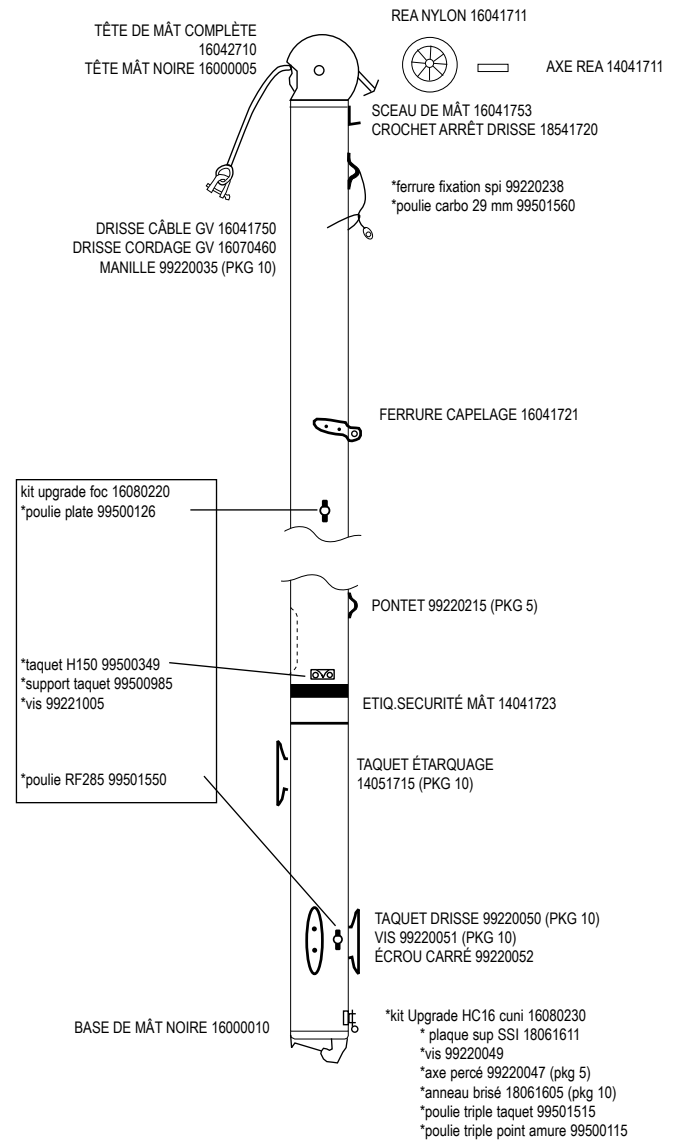 TÊTE DE MÂT COMPLÈTE
16042710
TÊTE MÂT NOIRE 16000005
REA NYLON 16041711
AXE REA 14041711
SCEAU DE MÂT 16041753
CROCHET ARRÊT DRISSE 18541720
*ferrure fixation spi 99220238
*poulie carbo 29 mm 99501560
DRISSE CÂBLE GV 16041750
DRISSE CORDAGE GV 16070460
MANILLE 99220035 (PKG 10)
FERRURE CAPELAGE 16041721
kit upgrade foc 16080220
*poulie plate 99500126
PONTET 99220215 (PKG 5)
*taquet H150 99500349
*support taquet 99500985
*vis 99221005
ETIQ.SECURITÉ MÂT 14041723
TAQUET ÉTARQUAGE
14051715 (PKG 10)
*poulie RF285 99501550
TAQUET DRISSE 99220050 (PKG 10)
VIS 99220051 (PKG 10)
ÉCROU CARRÉ 99220052
BASE DE MÂT NOIRE 16000010
*kit Upgrade HC16 cuni 16080230
* plaque sup SSI 18061611
*vis 99220049
*axe percé 99220047 (pkg 5)
*anneau brisé 18061605 (pkg 10)
*poulie triple taquet 99501515
*poulie triple point amure 99500115